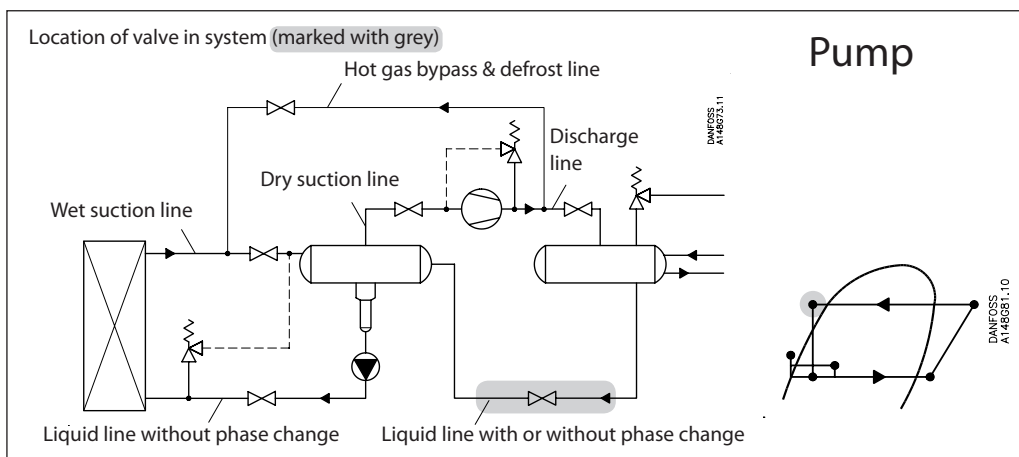 Location of valve in system (marked with grey)
Pump
Hot gas bypass & defrost line
DANFOSS
A148G73.11
Discharge
line
Dry suction line
Wet suction line
DANFOSS
A148G81.10
Liquid line without phase change
Liquid line with or without phase change